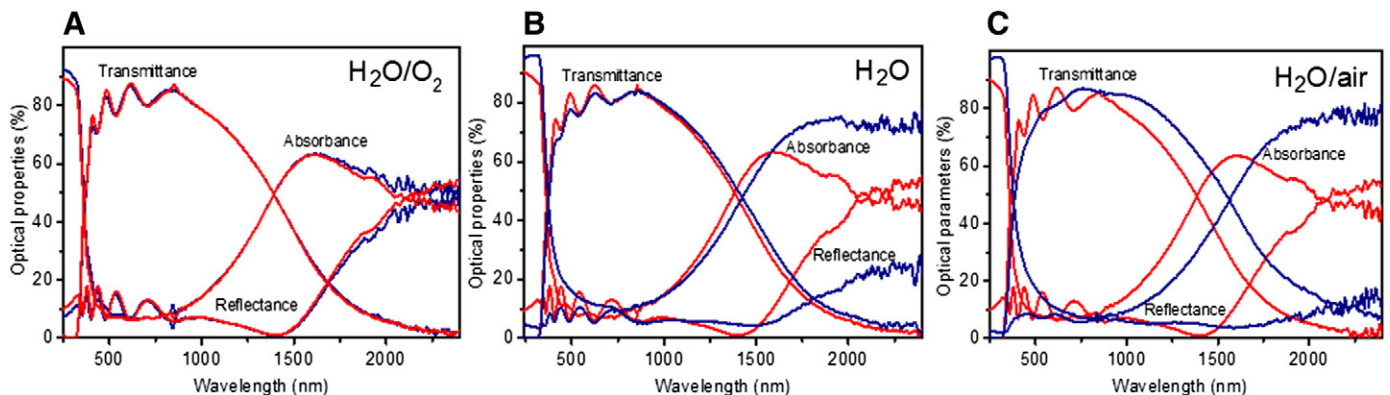 A
Optical properties (%)
80
60
40
20
0
Transmittance
H₂O/O₂
Absorbance
Reflectance
500
1000
1500
2000
Wavelength (nm)
B
Optical properties (%)
80
60
40
20
0
Transmittance
H₂O
Absorbance
Reflectance
500
1000
1500
2000
Wavelength (nm)
C
Optical parameters (%)
80
60
40
20
0
Transmittance
H₂O/air
Absorbance
Reflectance
500
1000
1500
2000
Wavelength (nm)